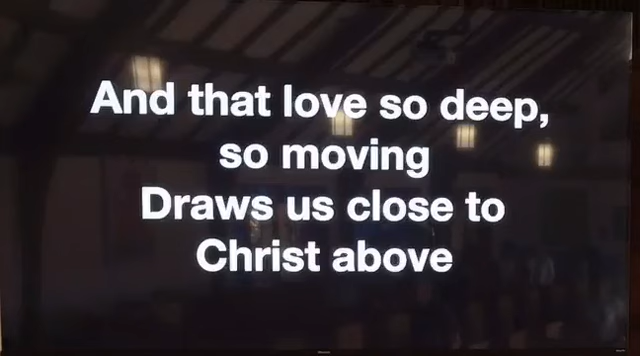 And that love so deep,
so moving
Draws us close to
Christ above